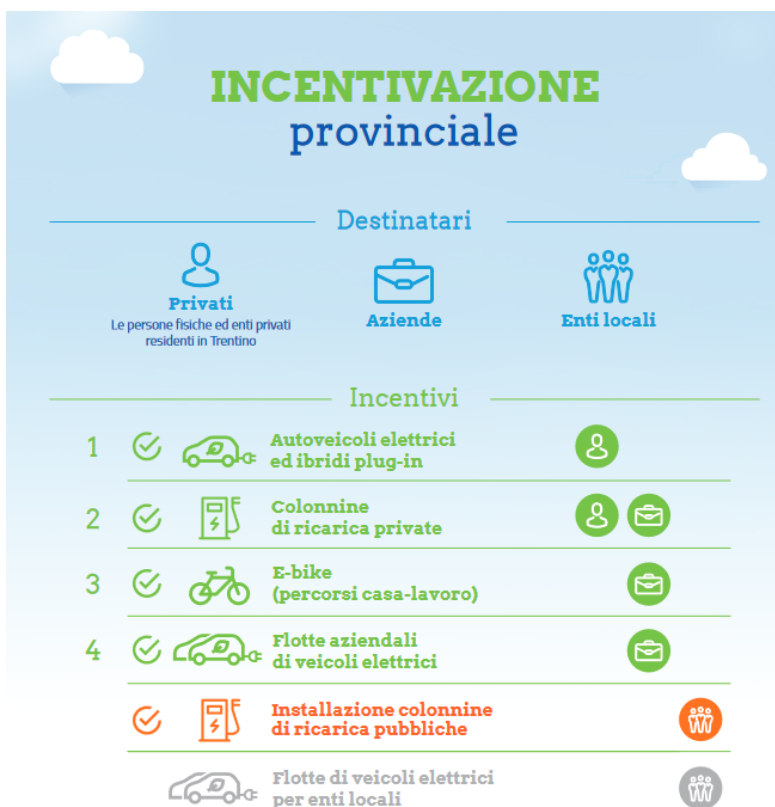 INCENTIVAZIONE
provinciale
Destinatari
Privati
Le persone fisiche ed enti privati
residenti in Trentino
Aziende
Enti locali
Incentivi
1
Autoveicoli elettrici
ed ibridi plug-in
2
Colonnine
di ricarica private
3
E-bike
(percorsi casa-lavoro)
4
Flotte aziendali
di veicoli elettrici
Installazione colonnine
di ricarica pubbliche
Flotte di veicoli elettrici
per enti locali